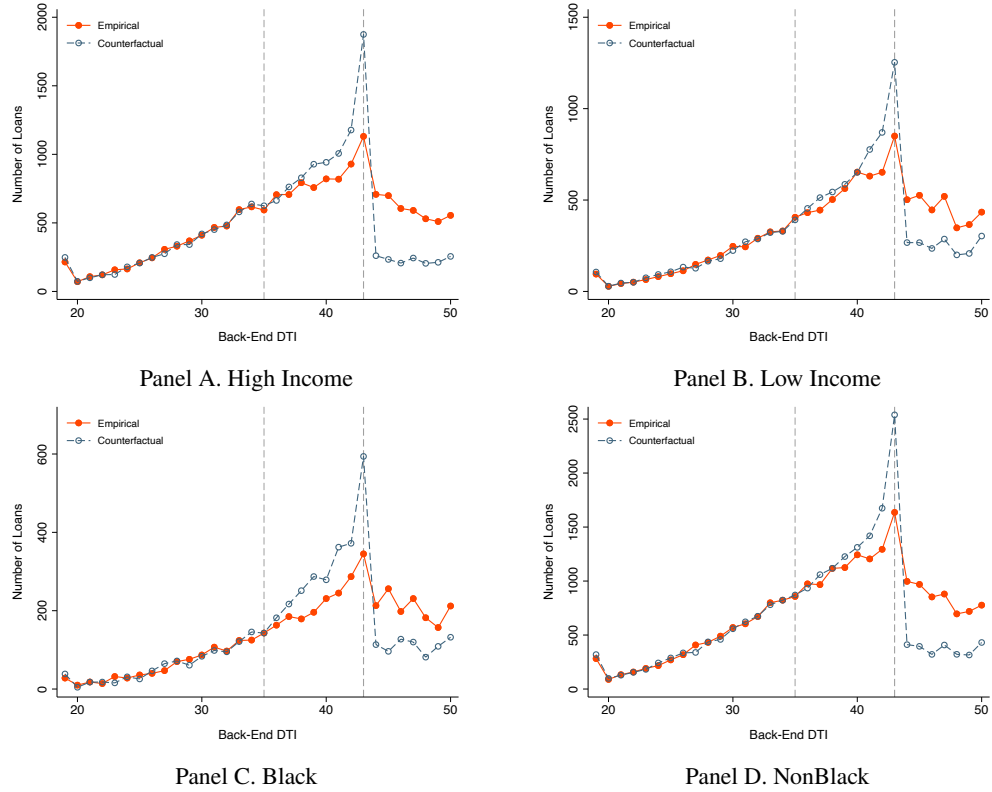 Empirical
Counterfactual
Number of Loans
0 500 1000 1500 2000
20 30 40 50
Back-End DTI
Panel A. High Income
Empirical
Counterfactual
Number of Loans
0 500 1000 1500
20 30 40 50
Back-End DTI
Panel B. Low Income
Empirical
Counterfactual
Number of Loans
0 200 400 600
20 30 40 50
Back-End DTI
Panel C. Black
Empirical
Counterfactual
Number of Loans
0 500 1000 1500 2000 2500
20 30 40 50
Back-End DTI
Panel D. NonBlack